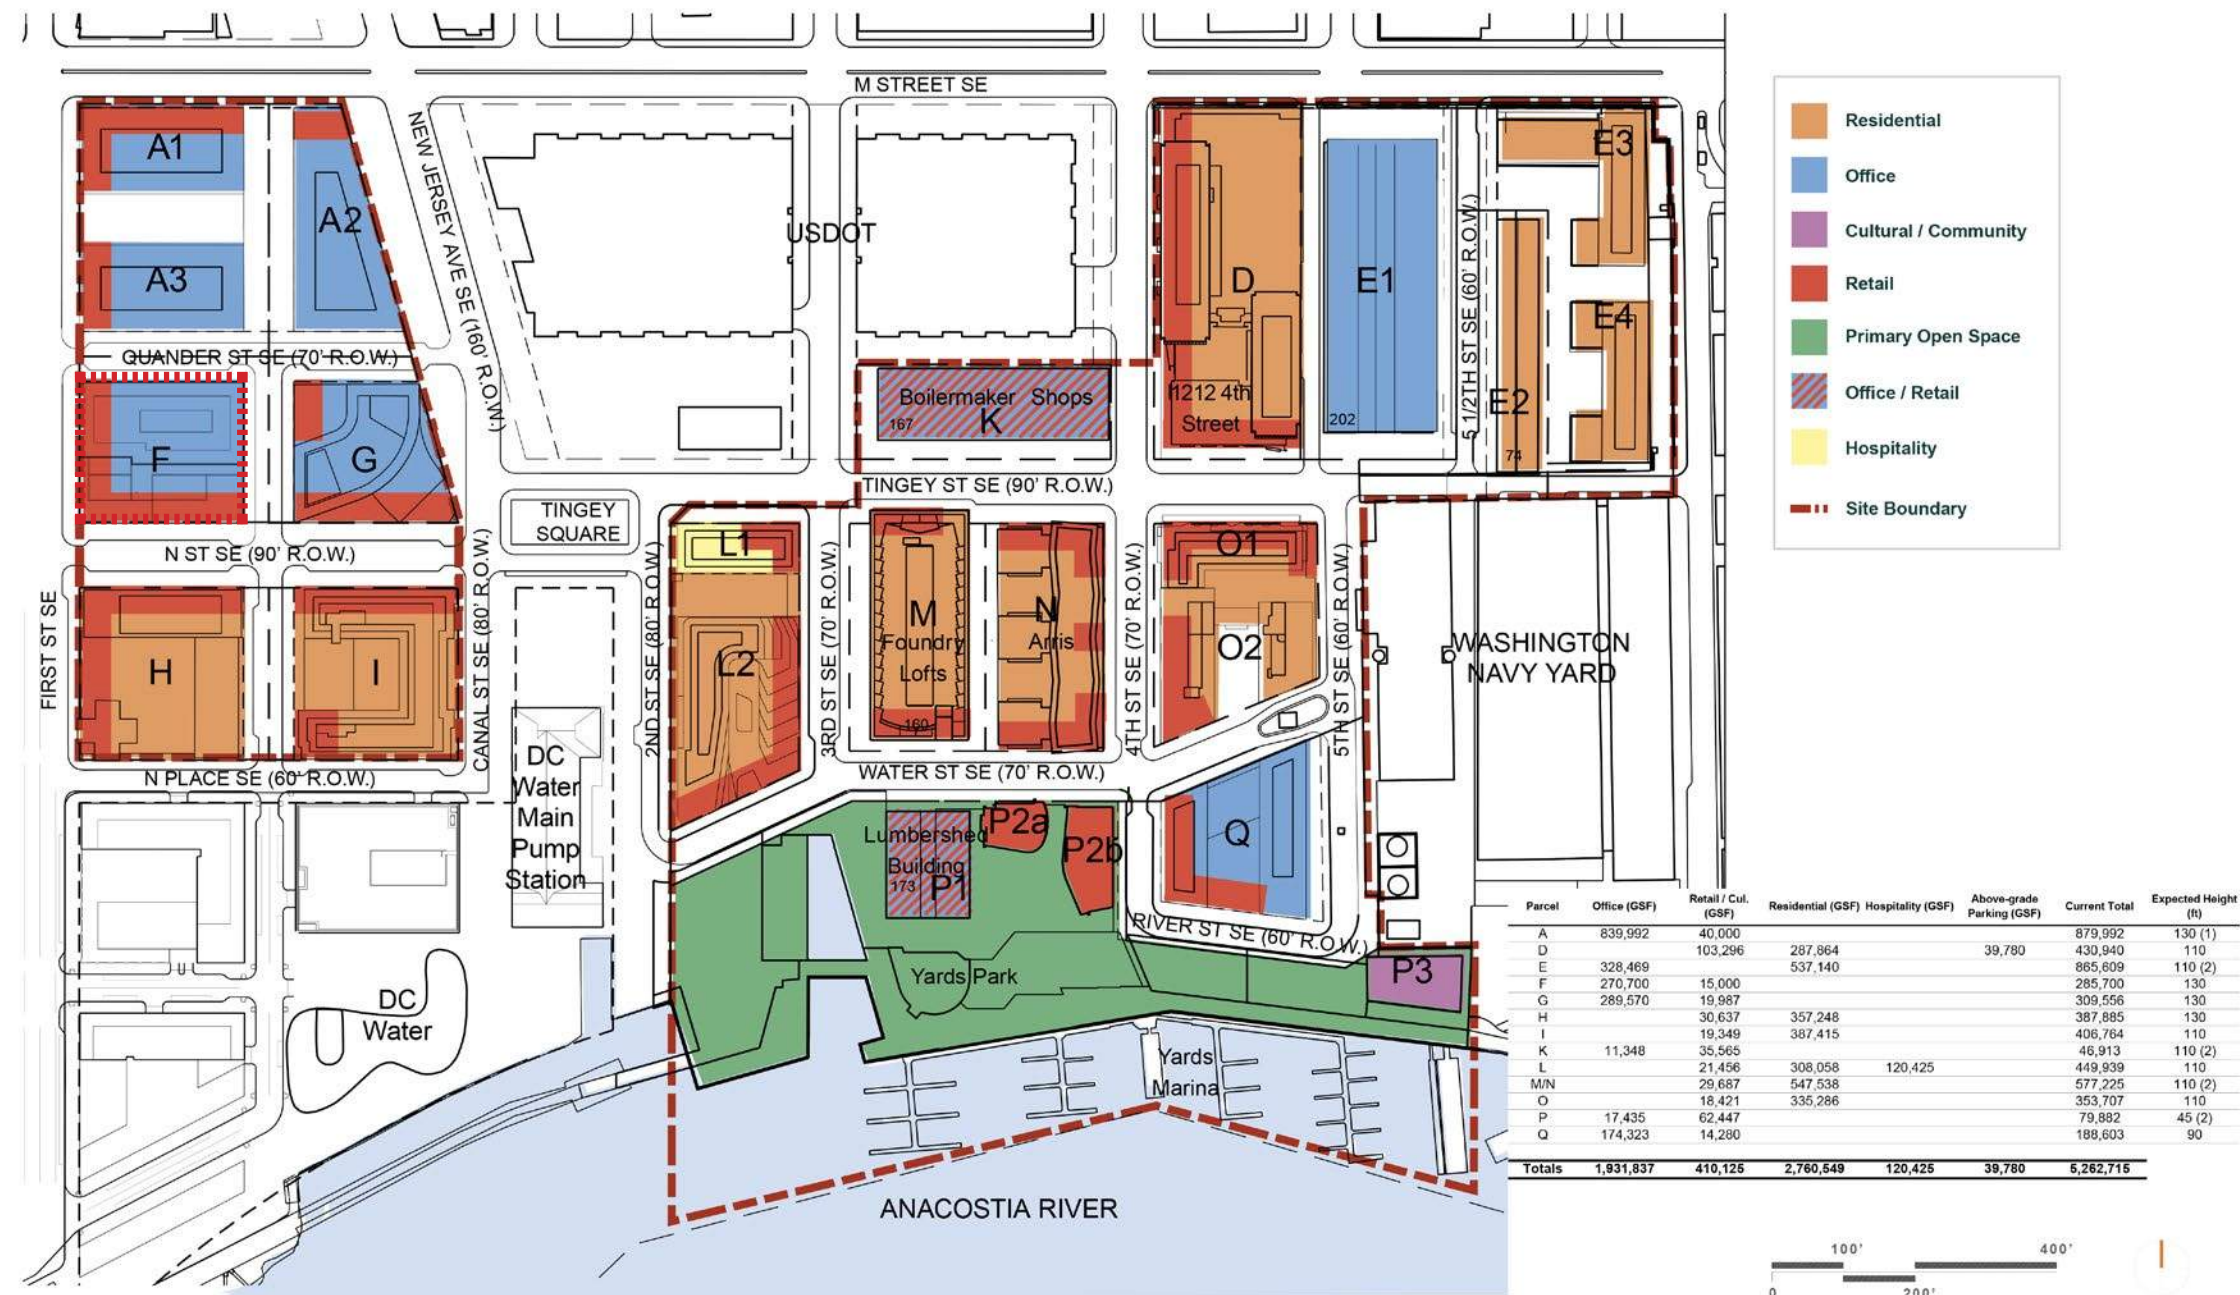 M STREET SE
NEW JERSEY AVE SE (160' R.O.W.)
A1
A2
A3
USDOT
D
E1
E3
E4
E2
5 1/2TH ST SE (60' R.O.W.)
QUANDER ST SE (70' R.O.W.)
Boilermaker Shops
167
K
1212 4th
Street
202
74
F
G
TINGEY ST SE (90' R.O.W.)
TINGEY
SQUARE
N ST SE (90' R.O.W.)
L1
O1
FIRST ST SE
H
I
CANAL ST SE (80' R.O.W.)
2ND ST SE (80' R.O.W.)
L2
3RD ST SE (70' R.O.W.)
M
Foundry
Lofts
160
N
Arris
4TH ST SE (70' R.O.W.)
O2
5TH ST SE (60' R.O.W.)
WASHINGTON
NAVY YARD
N PLACE SE (60' R.O.W.)
DC
Water
Main
Pump
Station
WATER ST SE (70' R.O.W.)
Lumbershed
Building
173
P1
P2a
P2b
Q
RIVER ST SE (60' R.O.W.)
Yards Park
P3
DC
Water
Yards
Marina
ANACOSTIA RIVER
Residential
Office
Cultural / Community
Retail
Primary Open Space
Office / Retail
Hospitality
Site Boundary
Parcel Office (GSF) Retail / Cul. (GSF) Residential (GSF) Hospitality (GSF) Above-grade Parking (GSF) Current Total Expected Height (ft)
A 839,992 40,000 879,992 130 (1)
D 103,296 287,864 39,780 430,940 110
E 328,469 537,140 865,609 110 (2)
F 270,700 15,000 285,700 130
G 289,570 19,987 309,556 130
H 30,637 357,248 387,885 130
I 19,349 387,415 406,764 110
K 11,348 35,565 46,913 110 (2)
L 21,456 308,058 120,425 449,939 110
M/N 29,687 547,538 577,225 110 (2)
O 18,421 335,286 353,707 110
P 17,435 62,447 79,882 45 (2)
Q 174,323 14,280 188,603 90
Totals 1,931,837 410,125 2,760,549 120,425 39,780 5,262,715
100' 400'
0 200'